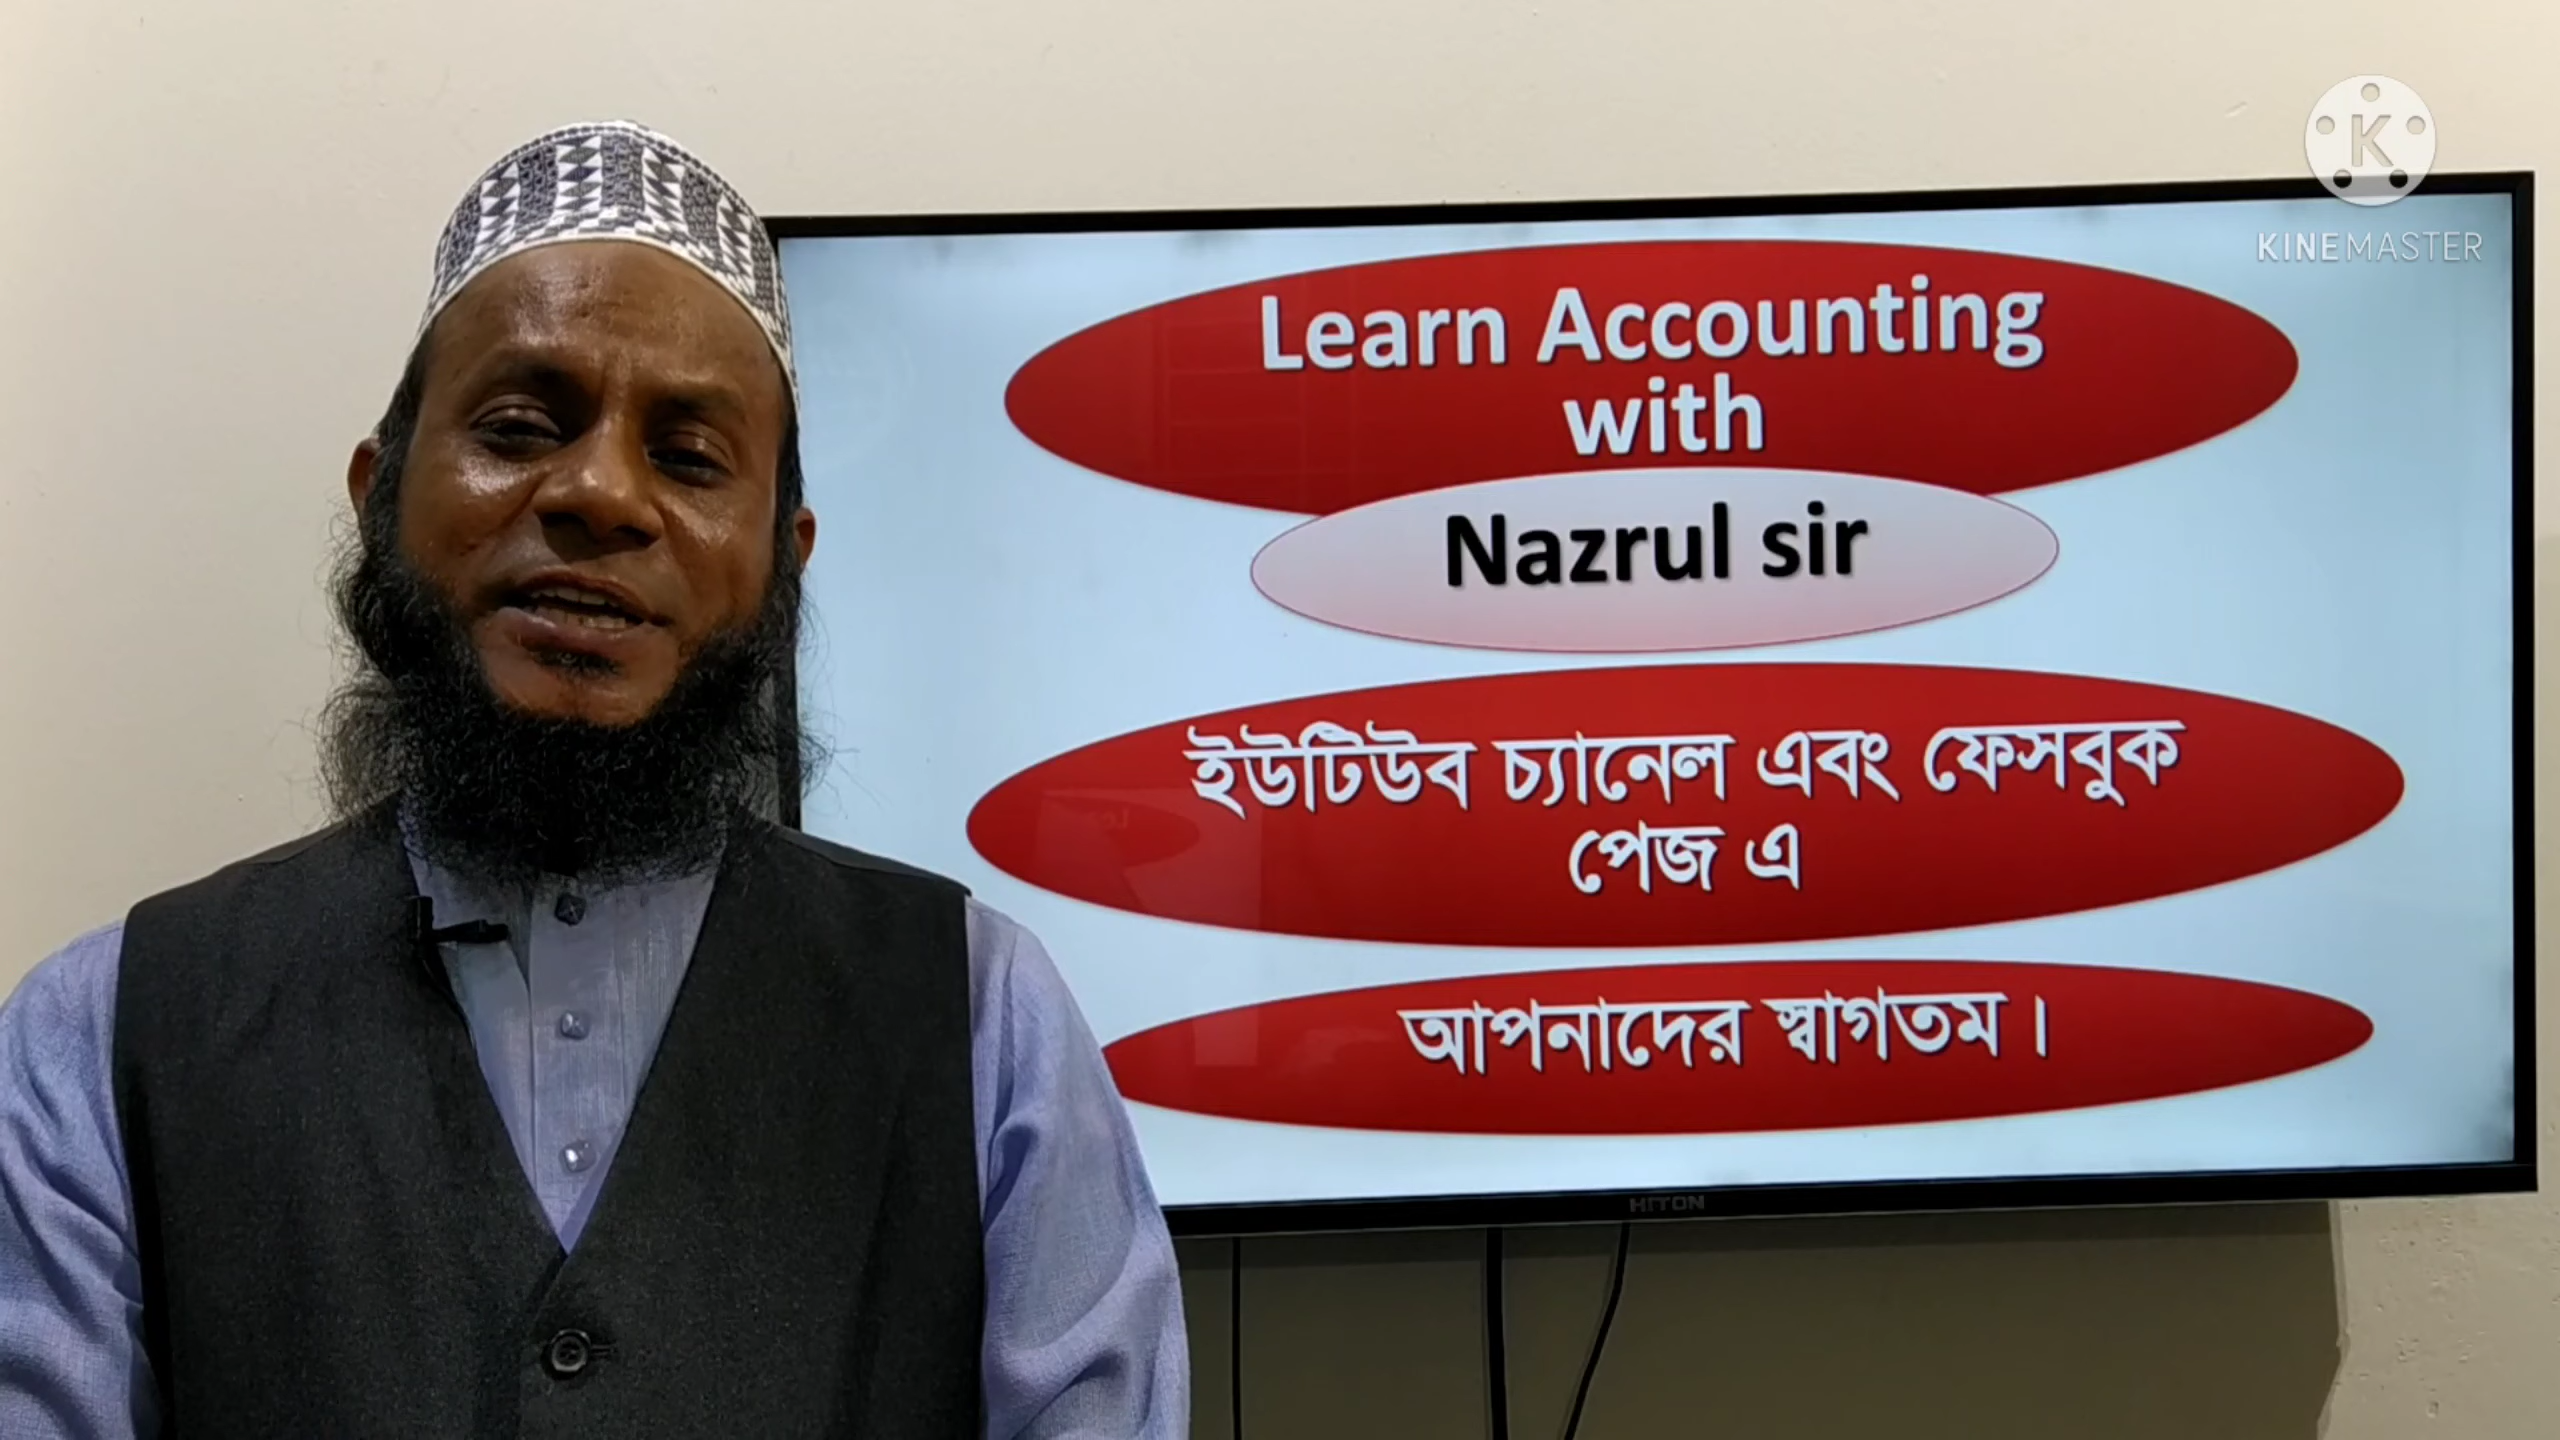 KINEMASTER
Learn Accounting
with
Nazrul sir
ইউটিউব চ্যানেল এবং ফেসবুক
পেজ এ
আপনাদের স্বাগতম।
HITON